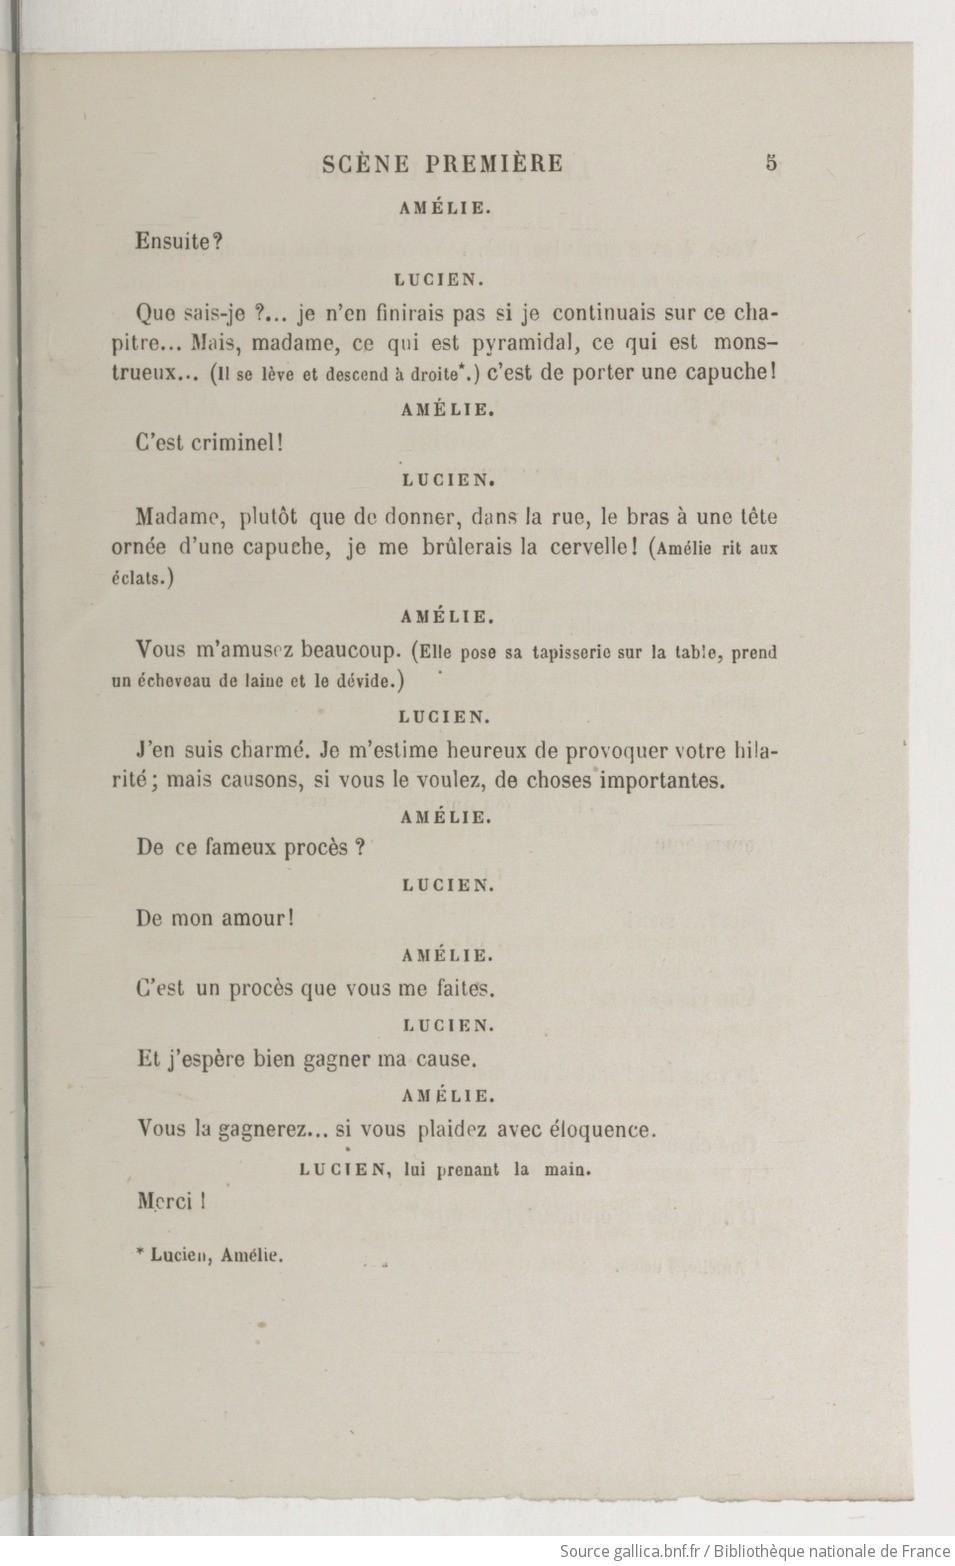 SCÈNE PREMIÈRE 5
AMÉLIE.
Ensuite?
LUCIEN.
Que sais-je ?... je n'en finirais pas si je continuais sur ce cha-
pitre... Mais, madame, ce qui est pyramidal, ce qui est mons-
trueux... (Il se lève et descend à droite*.) c'est de porter une capuche!
AMÉLIE.
C'est criminel!
LUCIEN.
Madame, plutôt que de donner, dans la rue, le bras à une tête
ornée d'une capuche, je me brûlerais la cervelle! (Amélie rit aux
éclats.)
AMÉLIE.
Vous m'amusez beaucoup. (Elle pose sa tapisserie sur la table, prend
un écheveau de laine et le dévide.)
LUCIEN.
J'en suis charmé. Je m'estime heureux de provoquer votre hila-
rité; mais causons, si vous le voulez, de choses importantes.
AMÉLIE.
De ce fameux procès ?
LUCIEN.
De mon amour!
AMÉLIE.
C'est un procès que vous me faites.
LUCIEN.
Et j'espère bien gagner ma cause.
AMÉLIE.
Vous la gagnerez... si vous plaidez avec éloquence.
LUCIEN, lui prenant la main.
Merci !
* Lucien, Amélie.
Source gallica.bnf.fr / Bibliothèque nationale de France